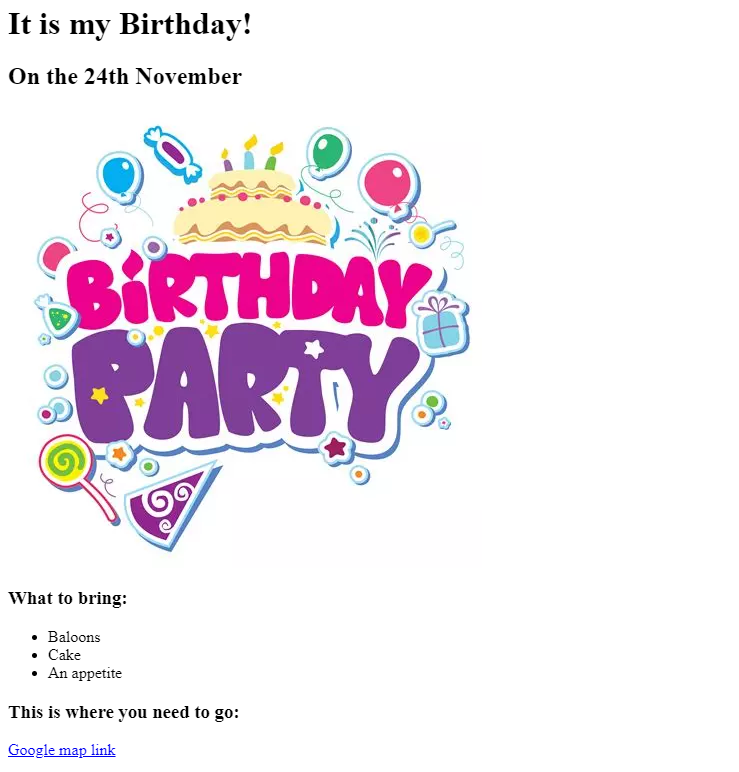 It is my Birthday!
On the 24th November
BiRTHDAY
PARTY
What to bring:
Baloons
Cake
An appetite
This is where you need to go:
Google map link